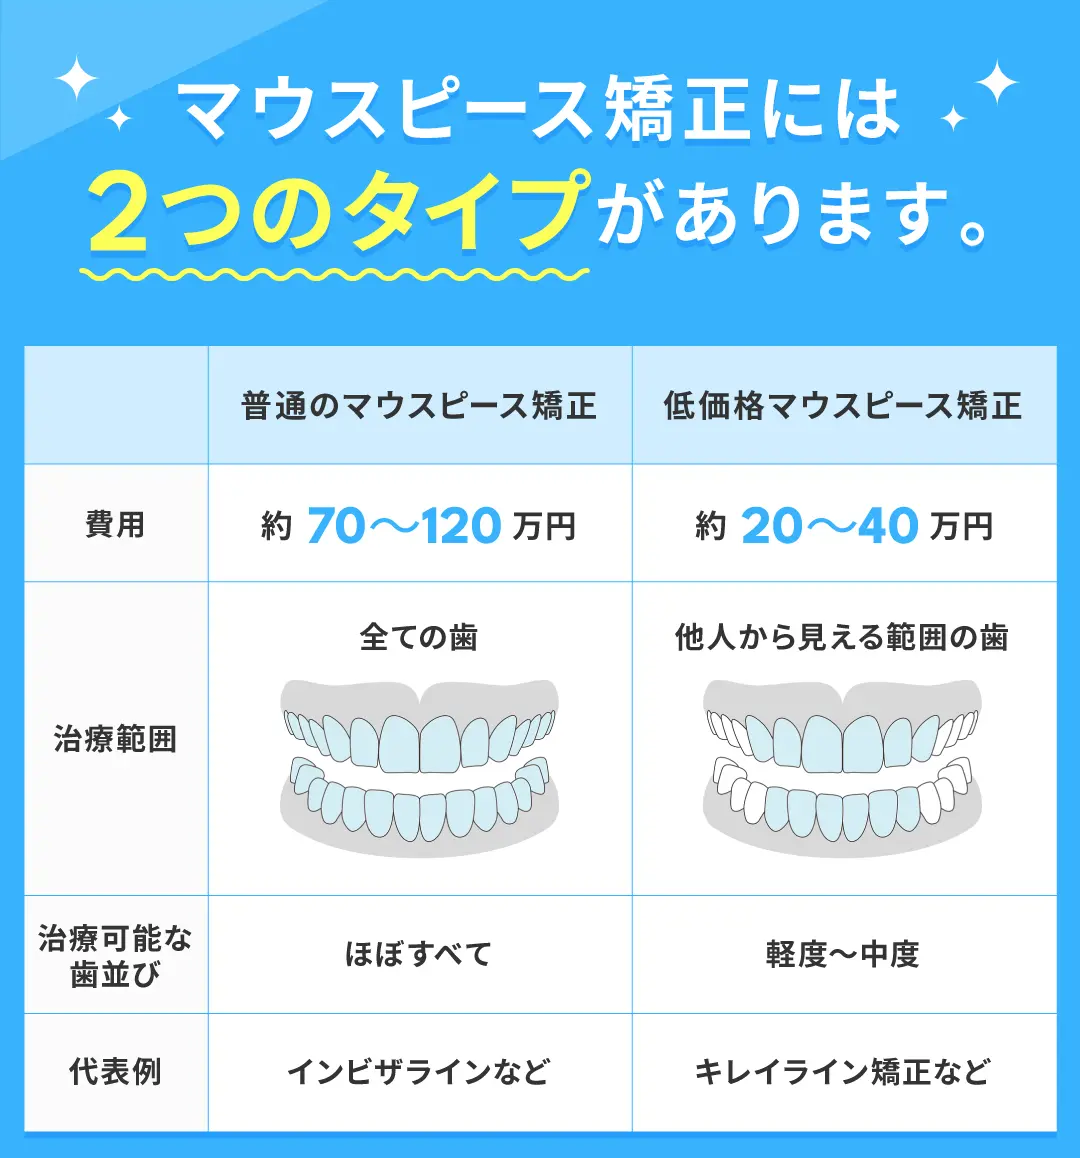 マウスピース矯正には
2つのタイプがあります。
普通のマウスピース矯正
低価格マウスピース矯正
費用
約 70〜120 万円
約 20〜40 万円
治療範囲
全ての歯
他人から見える範囲の歯
治療可能な
歯並び
ほぼすべて
軽度〜中度
代表例
インビザラインなど
キレイライン矯正など